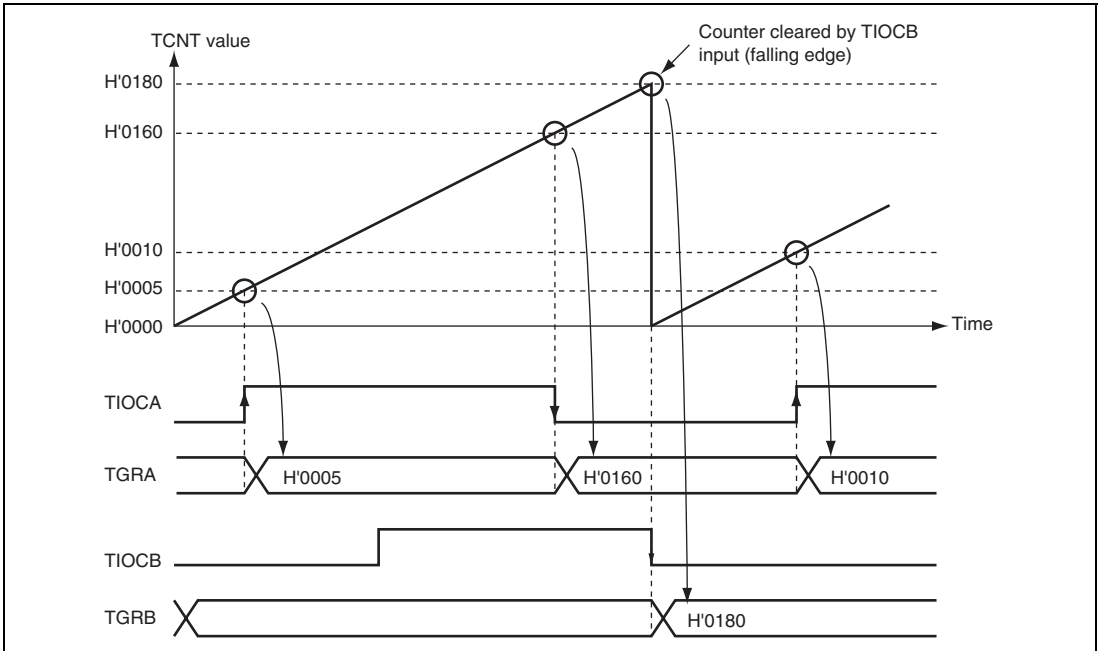 TCNT value
Counter cleared by TIOCB
input (falling edge)
H'0180
H'0160
H'0010
H'0005
H'0000
Time
TIOCA
TGRA
H'0005
H'0160
H'0010
TIOCB
TGRB
H'0180